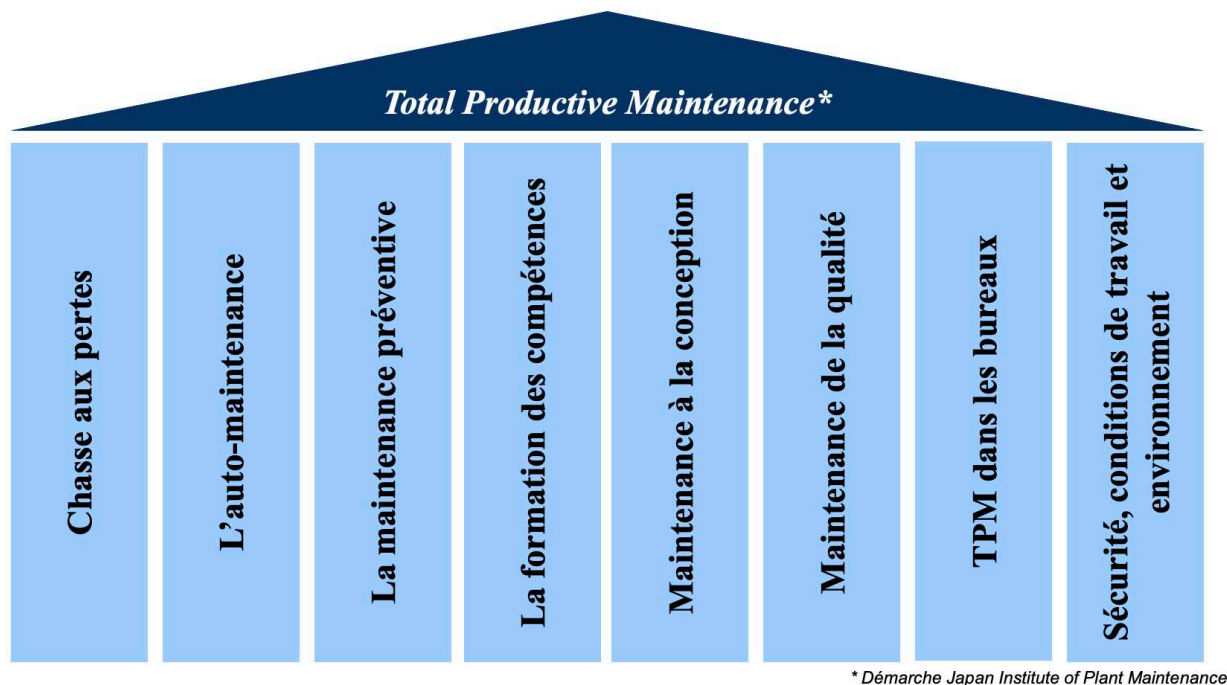 Total Productive Maintenance*
Chasse aux pertes
L’auto-maintenance
La maintenance préventive
La formation des compétences
Maintenance à la conception
Maintenance de la qualité
TPM dans les bureaux
Sécurité, conditions de travail et
environnement
* Démarche Japan Institute of Plant Maintenance